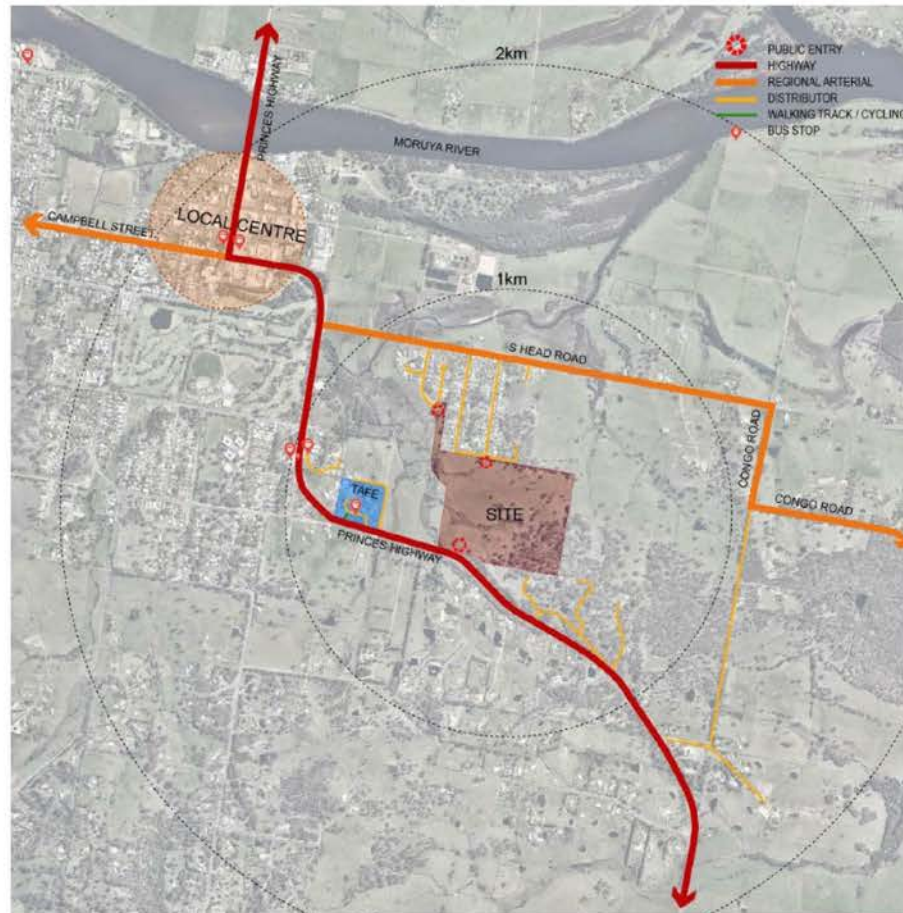 2km
PUBLIC ENTRY
HIGHWAY
REGIONAL ARTERIAL
DISTRIBUTOR
WALKING TRACK / CYCLING
BUS STOP
PRINCES HIGHWAY
MORUYA RIVER
LOCAL CENTRE
CAMPBELL STREET
1km
S HEAD ROAD
CONGO ROAD
CONGO ROAD
TAFE
SITE
PRINCES HIGHWAY